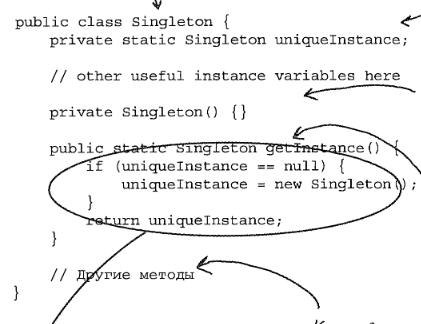 public class Singleton {
private static Singleton uniqueInstance;
// other useful instance variables here
private Singleton() {}
public static Singleton getInstance() {
if (uniqueInstance == null) {
uniqueInstance = new Singleton();
}
return uniqueInstance;
}
// Другие методы
}